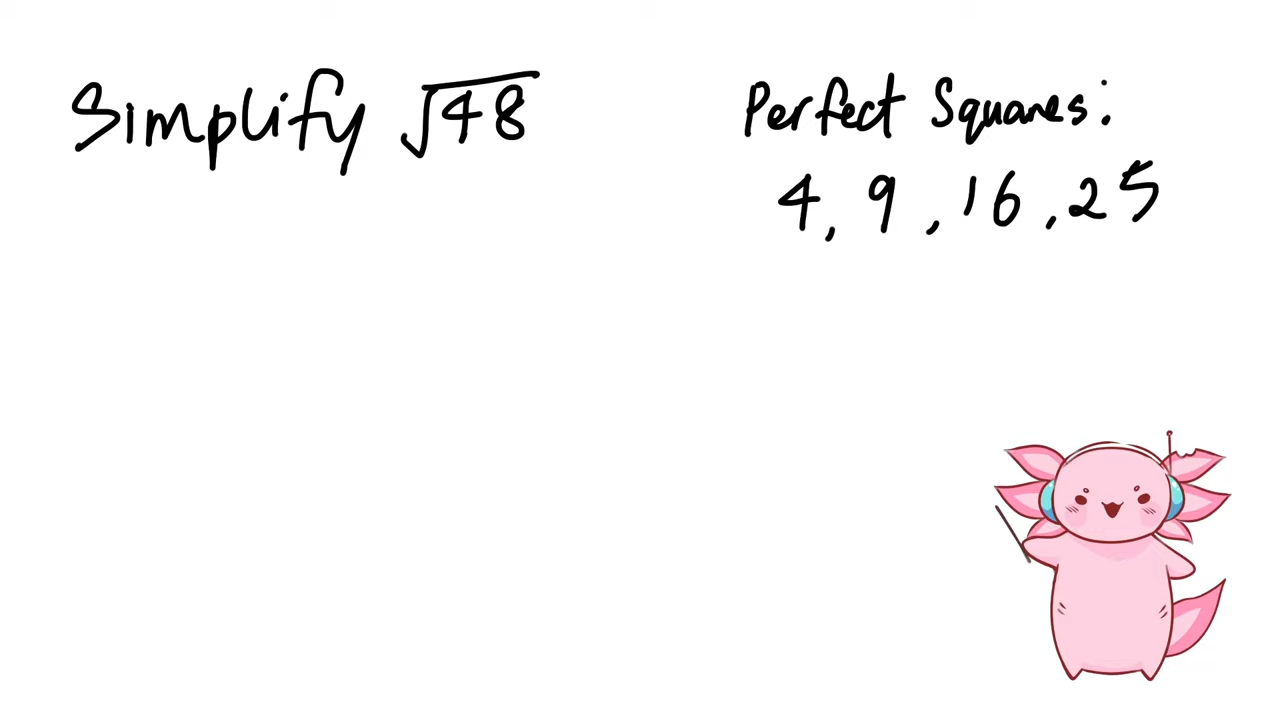 Simplify √48
Perfect Squares:
4, 9, 16, 25